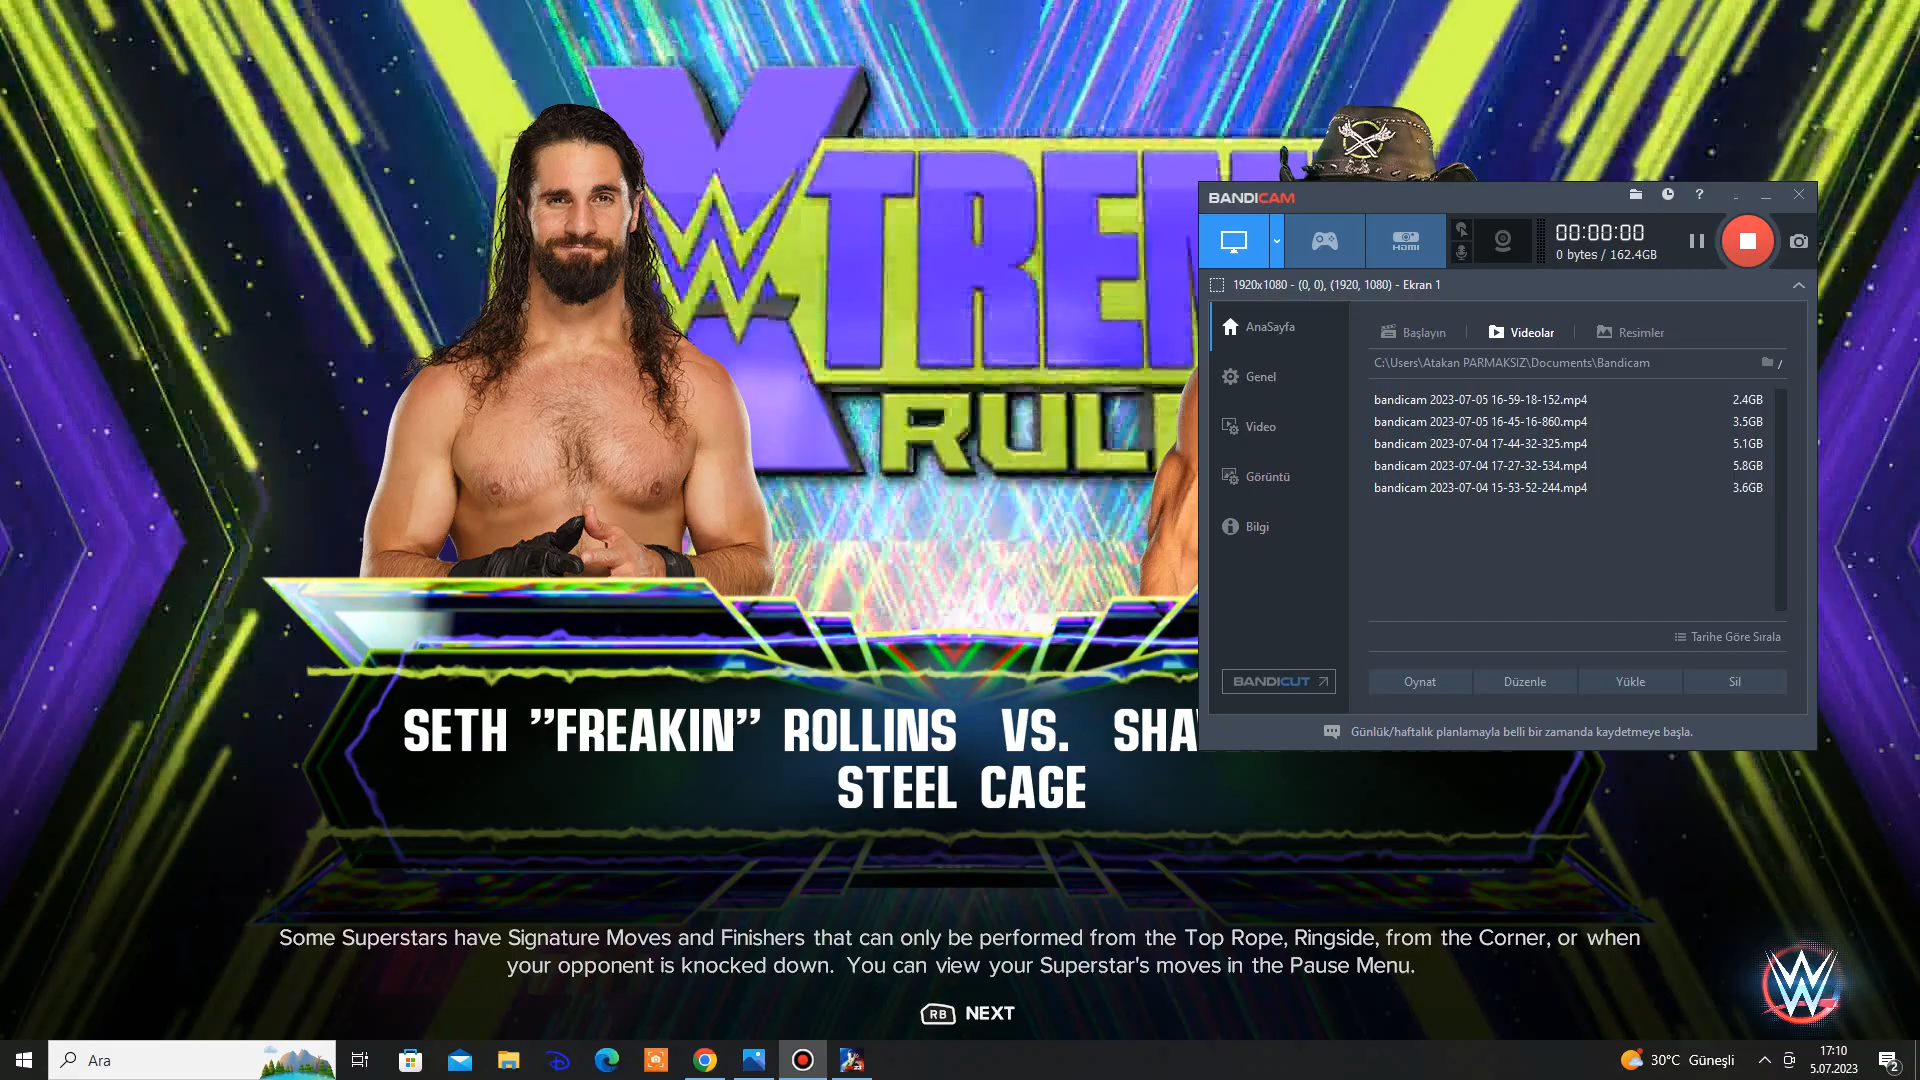 XTREM
RUL
SETH ”FREAKIN” ROLLINS VS. SHA
STEEL CAGE
Some Superstars have Signature Moves and Finishers that can only be performed from the Top Rope, Ringside, from the Corner, or when
your opponent is knocked down. You can view your Superstar's moves in the Pause Menu.
RB NEXT
BANDICAM
?
HDMI
00:00:00
0 bytes / 162.4GB
1920x1080 - (0, 0), (1920, 1080) - Ekran 1
AnaSayfa
Genel
Video
Görüntü
Bilgi
BANDICUT
Başlayın
Videolar
Resimler
C:\Users\Atakan PARMAKSIZ\Documents\Bandicam
/
bandicam 2023-07-05 16-59-18-152.mp4 2.4GB
bandicam 2023-07-05 16-45-16-860.mp4 3.5GB
bandicam 2023-07-04 17-44-32-325.mp4 5.1GB
bandicam 2023-07-04 17-27-32-534.mp4 5.8GB
bandicam 2023-07-04 15-53-52-244.mp4 3.6GB
Tarihe Göre Sırala
Oynat Düzenle Yükle Sil
Günlük/haftalık planlamayla belli bir zamanda kaydetmeye başla.
Ara
30°C Güneşli
17:10
5.07.2023
2